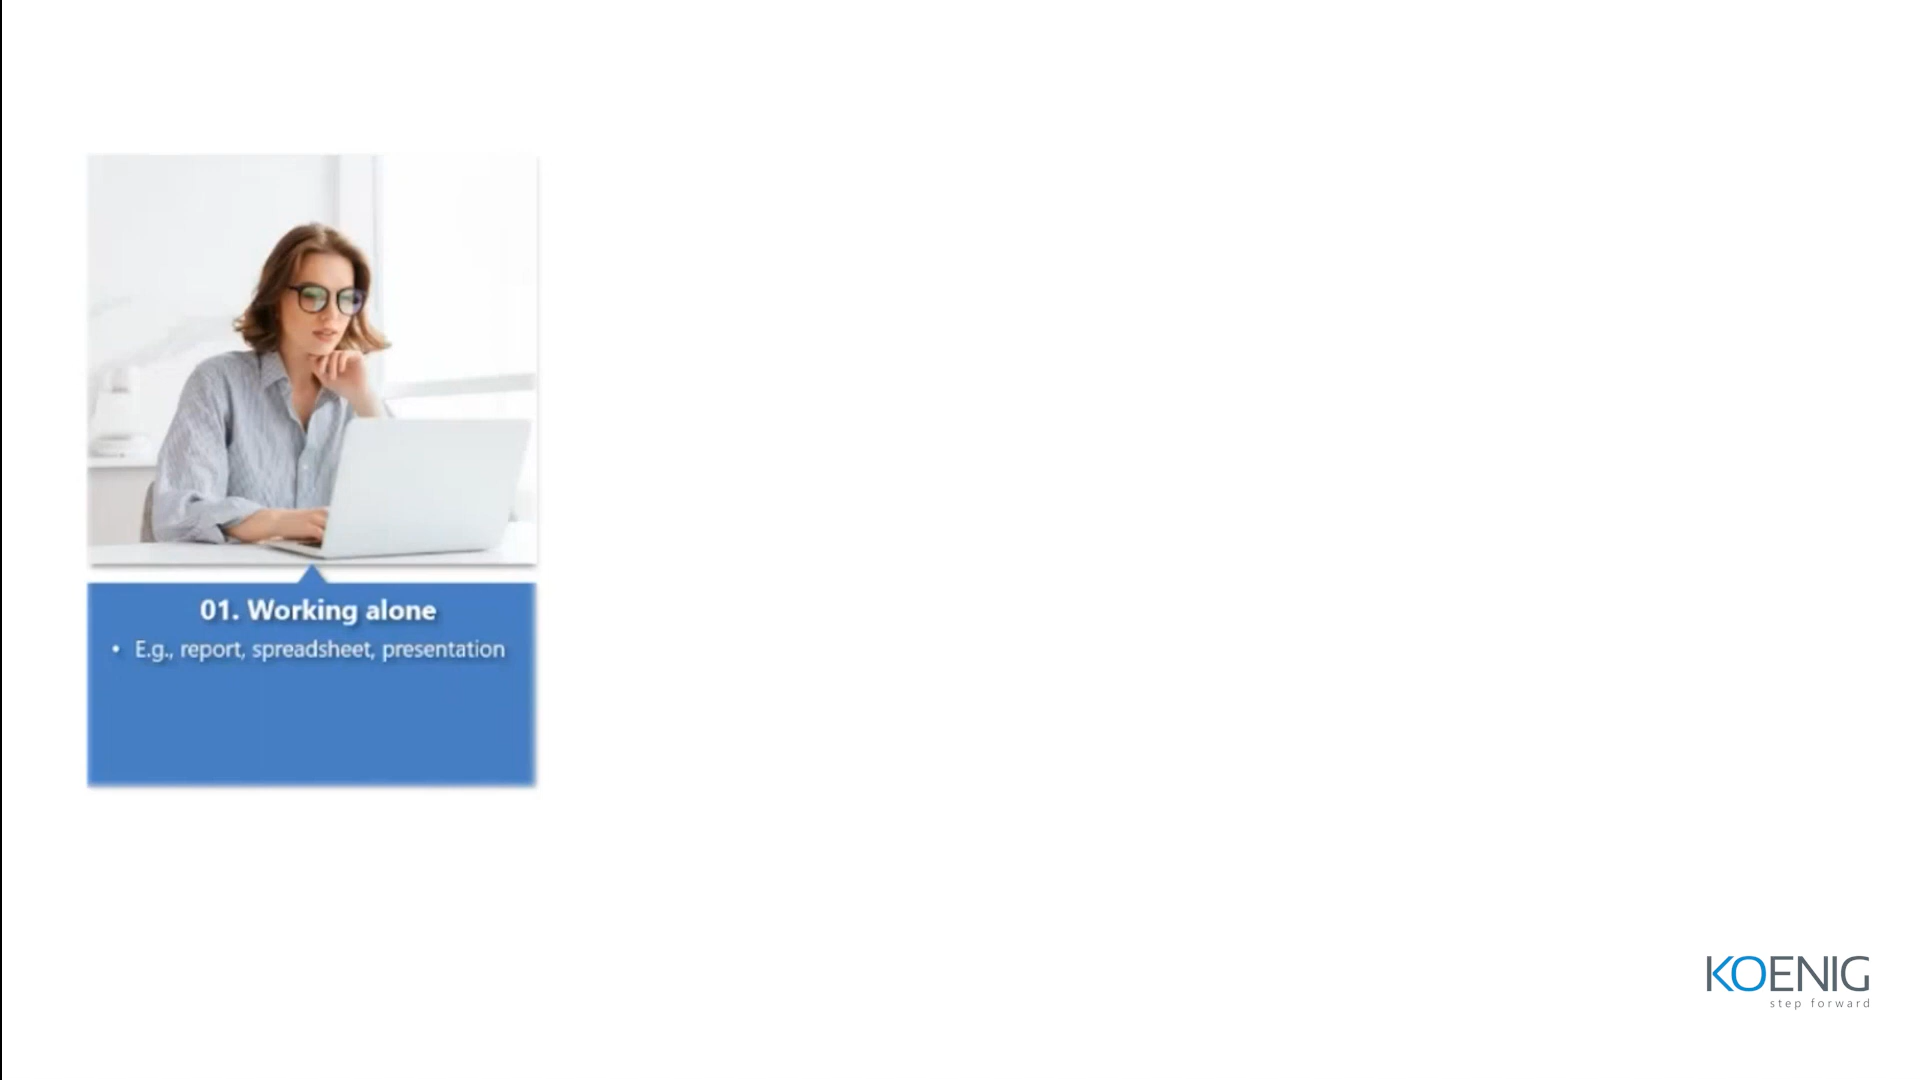 01. Working alone
• E.g., report, spreadsheet, presentation
KOENIG
step forward